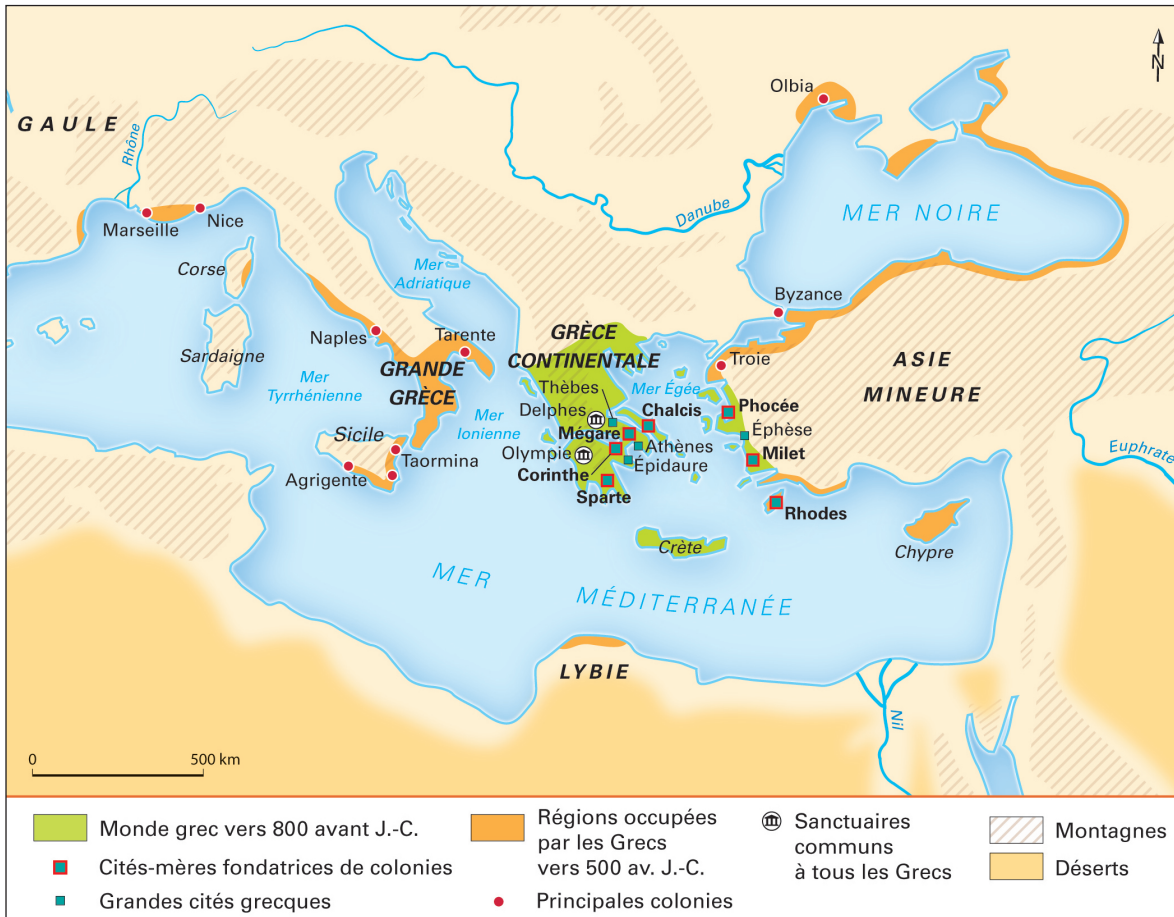 N
Olbia
GAULE
Rhône
Danube
MER NOIRE
Marseille
Nice
Corse
Mer
Adriatique
Byzance
Naples
Tarente
GRÈCE
CONTINENTALE
Sardaigne
Troie
ASIE
MINEURE
GRANDE
GRÈCE
Mer
Tyrrhénienne
Thèbes
Mer Égée
Delphes
Chalcis
Phocée
Euphrate
Mer
Ionienne
Mégare
Éphèse
Sicile
Athènes
Olympie
Taormina
Milet
Épidaure
Corinthe
Agrigente
Sparte
Rhodes
Crète
Chypre
MER
MÉDITERRANÉE
LYBIE
Nil
0 500 km
Monde grec vers 800 avant J.-C.
Cités-mères fondatrices de colonies
Grandes cités grecques
Régions occupées
par les Grecs
vers 500 av. J.-C.
Principales colonies
Sanctuaires
communs
à tous les Grecs
Montagnes
Déserts